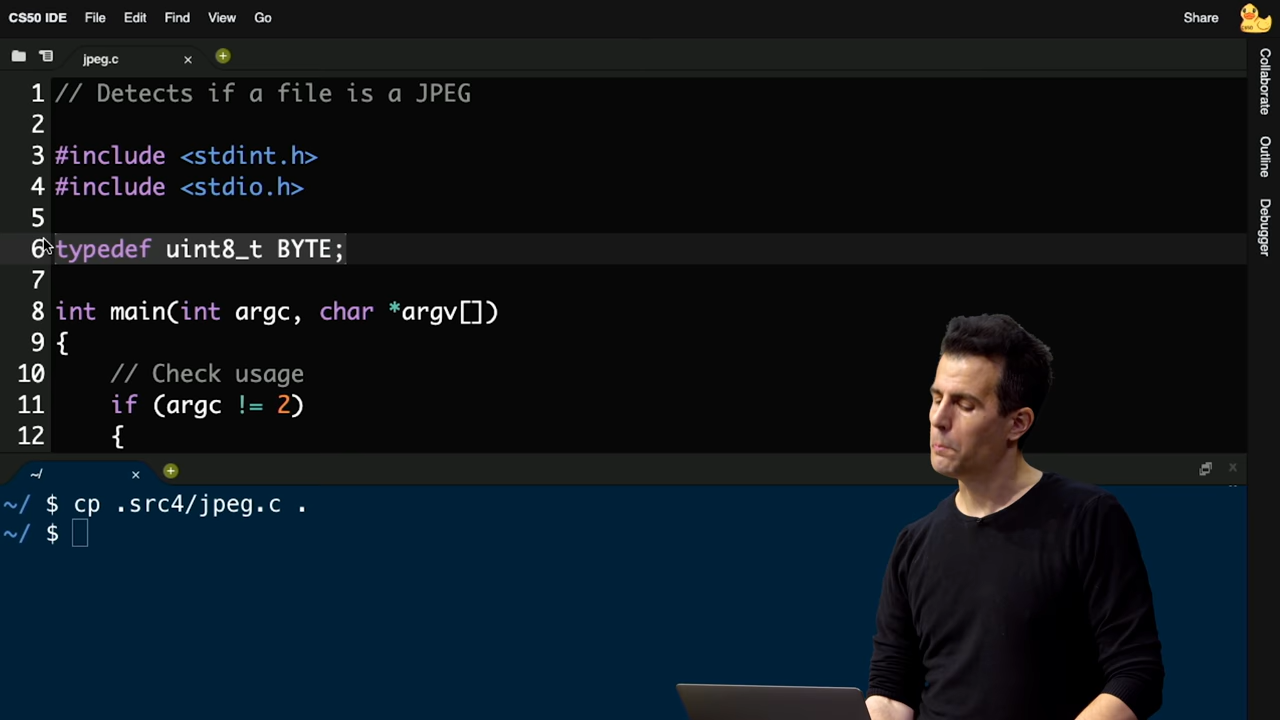 CS50 IDE File Edit Find View Go Share
jpeg.c
1 // Detects if a file is a JPEG
2
3 #include <stdint.h>
4 #include <stdio.h>
5
6 typedef uint8_t BYTE;
7
8 int main(int argc, char *argv[])
9 {
10 // Check usage
11 if (argc != 2)
12 {
~/
~/ $ cp .src4/jpeg.c .
~/ $
Collaborate
Outline
Debugger